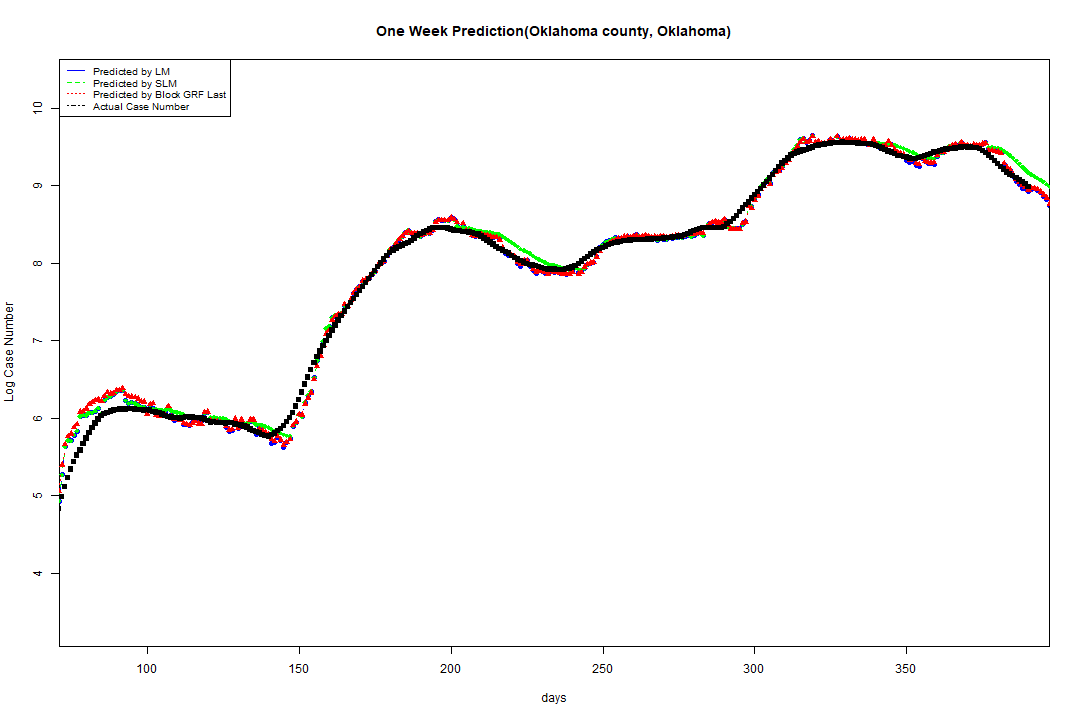 One Week Prediction(Oklahoma county, Oklahoma)
Predicted by LM
Predicted by SLM
Predicted by Block GRF Last
Actual Case Number
10
9
8
7
6
5
4
Log Case Number
100 150 200 250 300 350
days